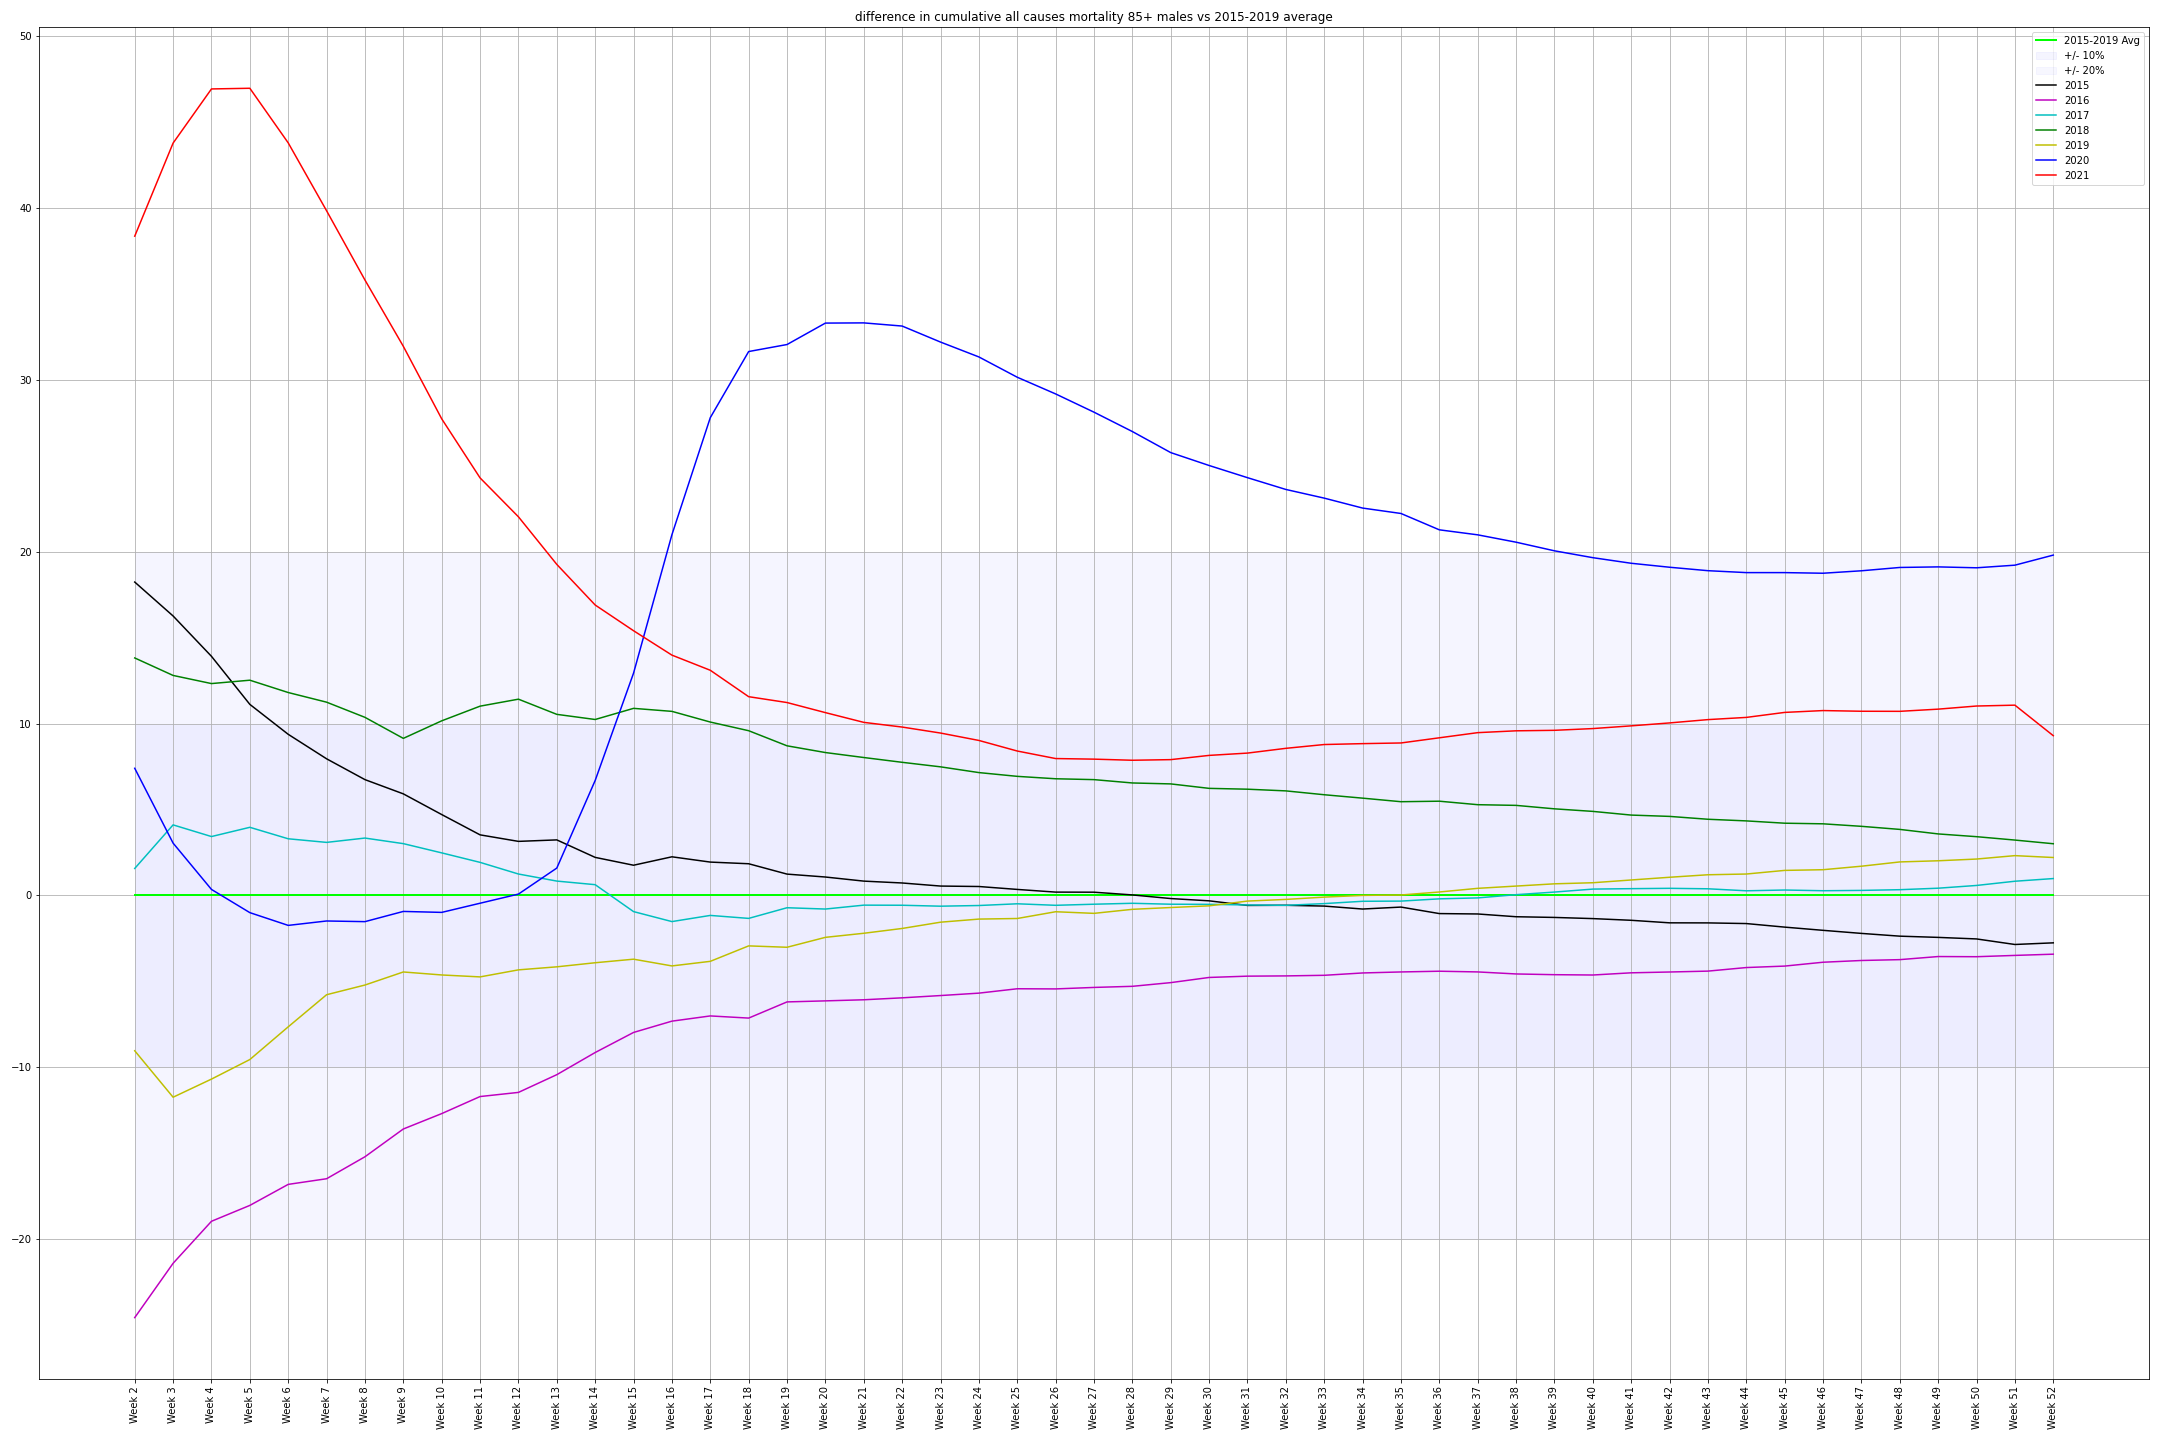 difference in cumulative all causes mortality 85+ males vs 2015-2019 average
50
40
30
20
10
0
−10
−20
2015-2019 Avg
+/- 10%
+/- 20%
2015
2016
2017
2018
2019
2020
2021
Week 2
Week 3
Week 4
Week 5
Week 6
Week 7
Week 8
Week 9
Week 10
Week 11
Week 12
Week 13
Week 14
Week 15
Week 16
Week 17
Week 18
Week 19
Week 20
Week 21
Week 22
Week 23
Week 24
Week 25
Week 26
Week 27
Week 28
Week 29
Week 30
Week 31
Week 32
Week 33
Week 34
Week 35
Week 36
Week 37
Week 38
Week 39
Week 40
Week 41
Week 42
Week 43
Week 44
Week 45
Week 46
Week 47
Week 48
Week 49
Week 50
Week 51
Week 52